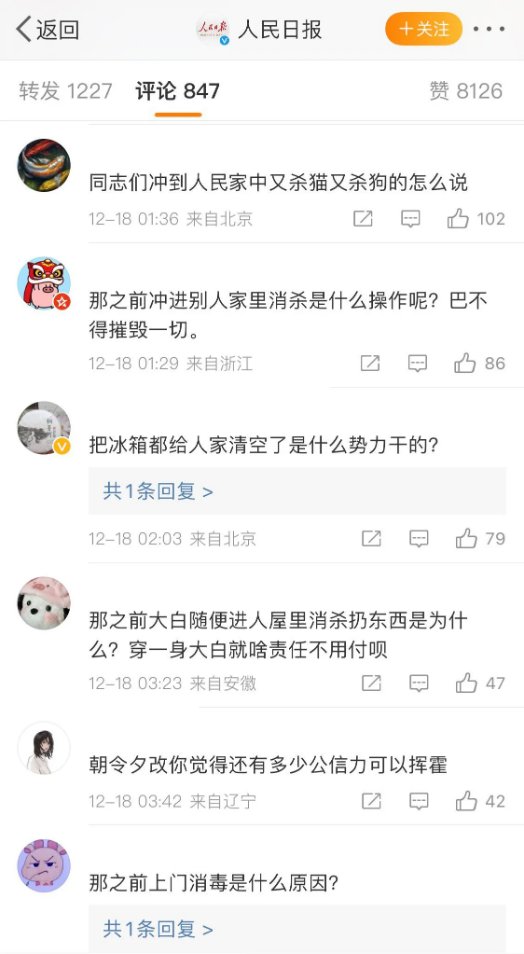 返回
人民日报
人民日报
+关注
转发 1227
评论 847
赞 8126
同志们冲到人民家中又杀猫又杀狗的怎么说
12-18 01:36 来自北京
102
那之前冲进别人家里消杀是什么操作呢？巴不
得摧毁一切。
12-18 01:29 来自浙江
86
把冰箱都给人家清空了是什么势力干的？
共1条回复 >
12-18 02:03 来自北京
79
那之前大白随便进人屋里消杀扔东西是为什
么？穿一身大白就啥责任不用付呗
12-18 03:23 来自安徽
47
朝令夕改你觉得还有多少公信力可以挥霍
12-18 03:42 来自辽宁
42
那之前上门消毒是什么原因？
共1条回复 >